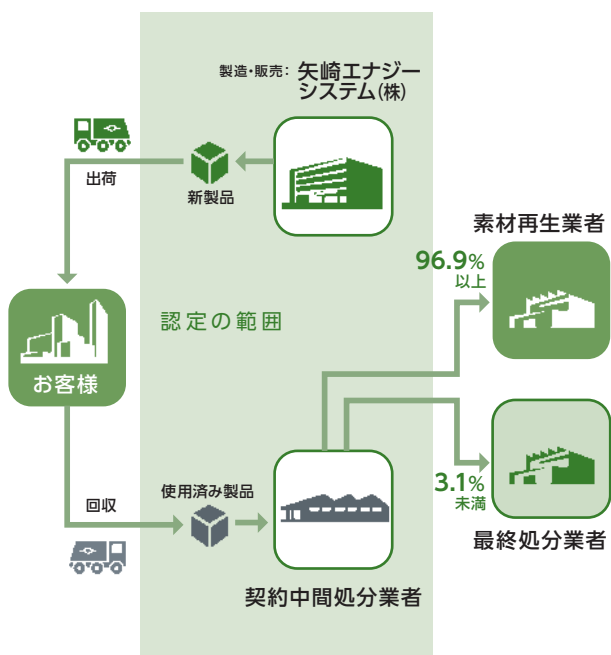 製造・販売: 矢崎エナジー
システム(株)
出荷
新製品
素材再生業者
96.9%
以上
認定の範囲
お客様
使用済み製品
回収
3.1%
未満
最終処分業者
契約中間処分業者